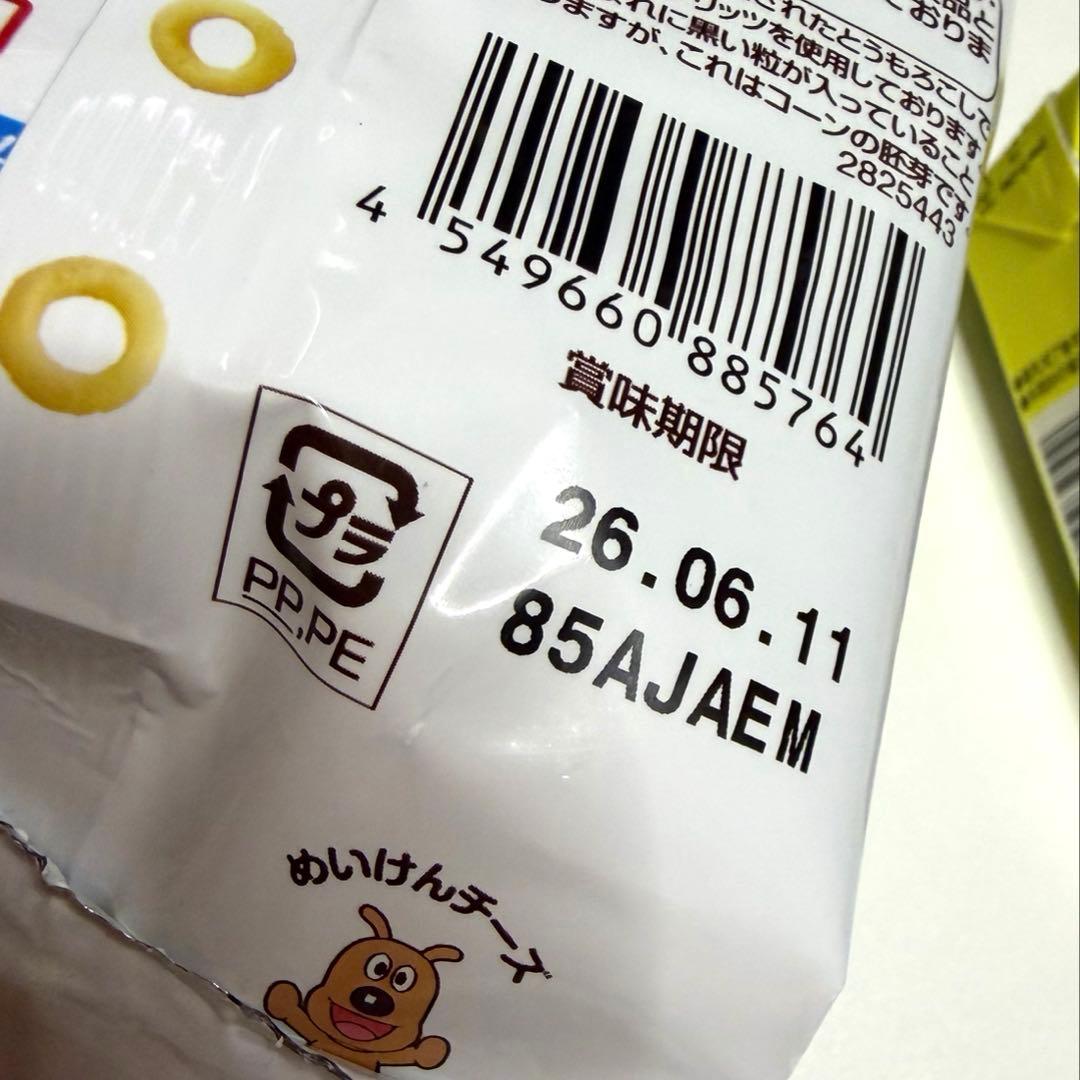 されたとうもろこしで
リッツを使用しております
れに黒い粒が入っていること
ますが、これはコーンの胚芽です。
2825443
4 549660 885764
賞味期限
26.06.11
85AJAEM
プラ
PP,PE
めいけんチーズ